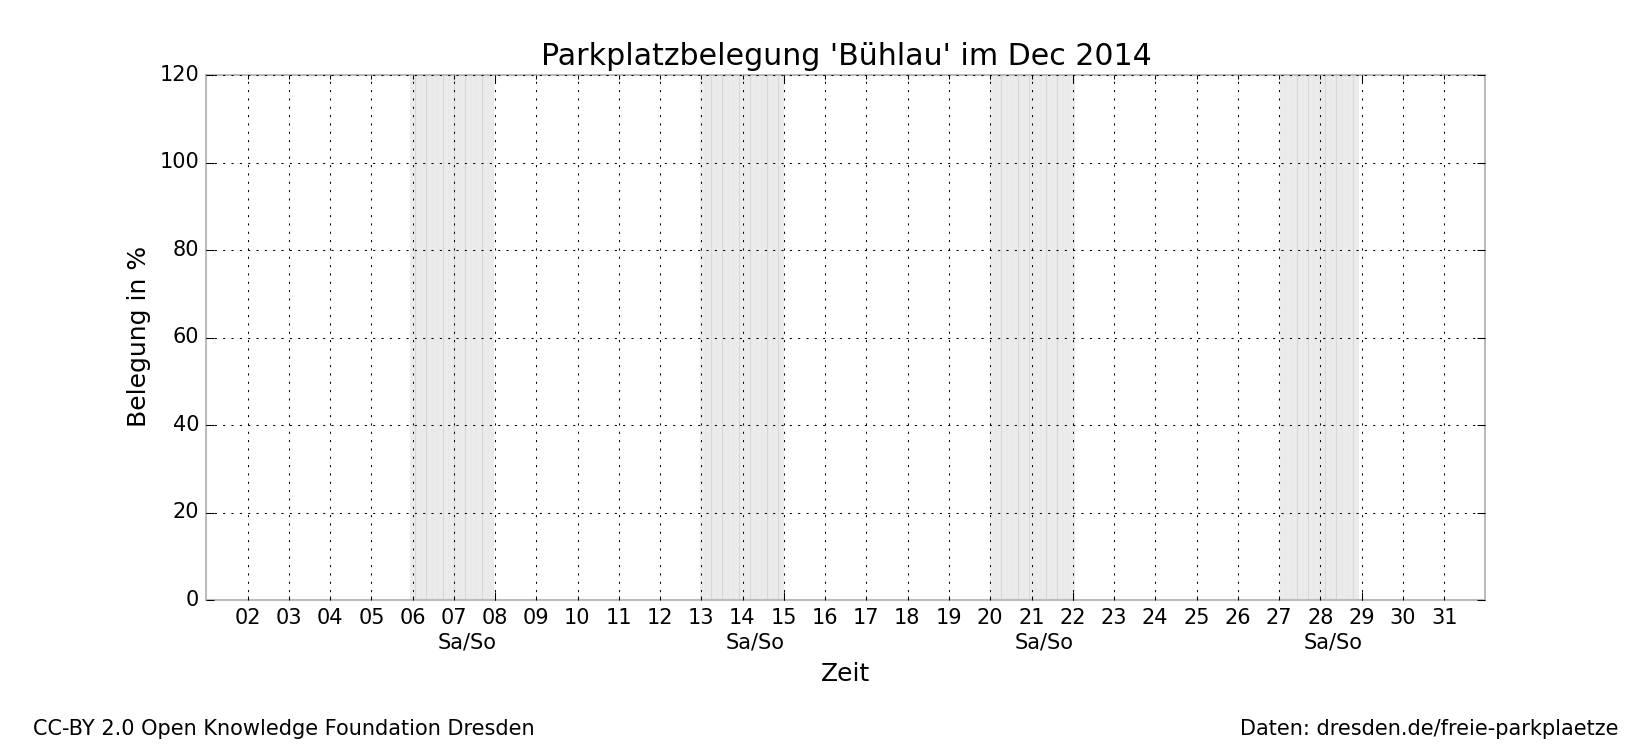 Parkplatzbelegung 'Bühlau' im Dec 2014
120
100
80
60
40
20
0
Belegung in %
02 03 04 05 06 07 08 09 10 11 12 13 14 15 16 17 18 19 20 21 22 23 24 25 26 27 28 29 30 31
Sa/So Sa/So Sa/So Sa/So
Zeit
CC-BY 2.0 Open Knowledge Foundation Dresden
Daten: dresden.de/freie-parkplaetze